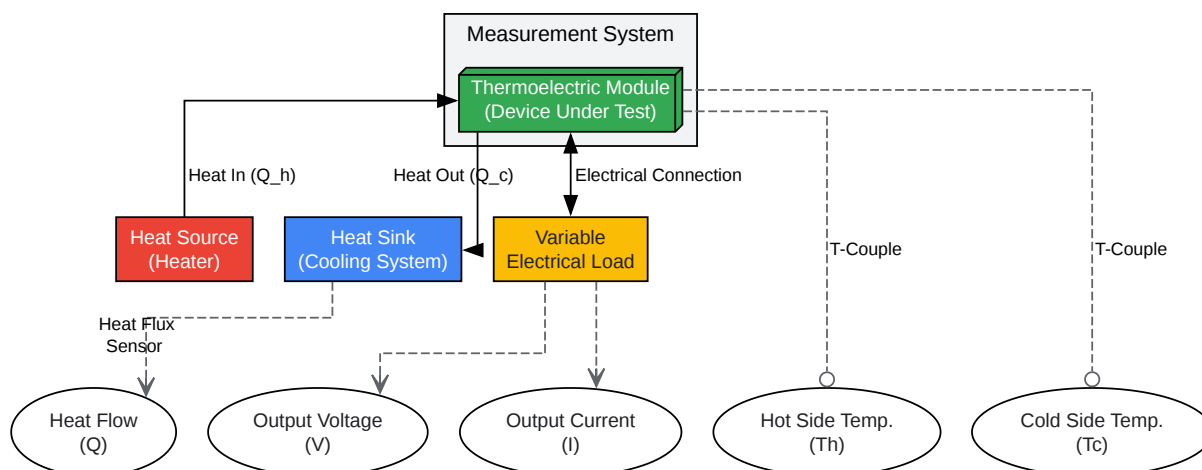 Measurement System
Thermoelectric Module
(Device Under Test)
Heat In (Q_h)
Heat Out (Q_c)
Electrical Connection
Heat Source
(Heater)
Heat Sink
(Cooling System)
Variable
Electrical Load
T-Couple
T-Couple
Heat Flux
Sensor
Heat Flow
(Q)
Output Voltage
(V)
Output Current
(I)
Hot Side Temp.
(Th)
Cold Side Temp.
(Tc)